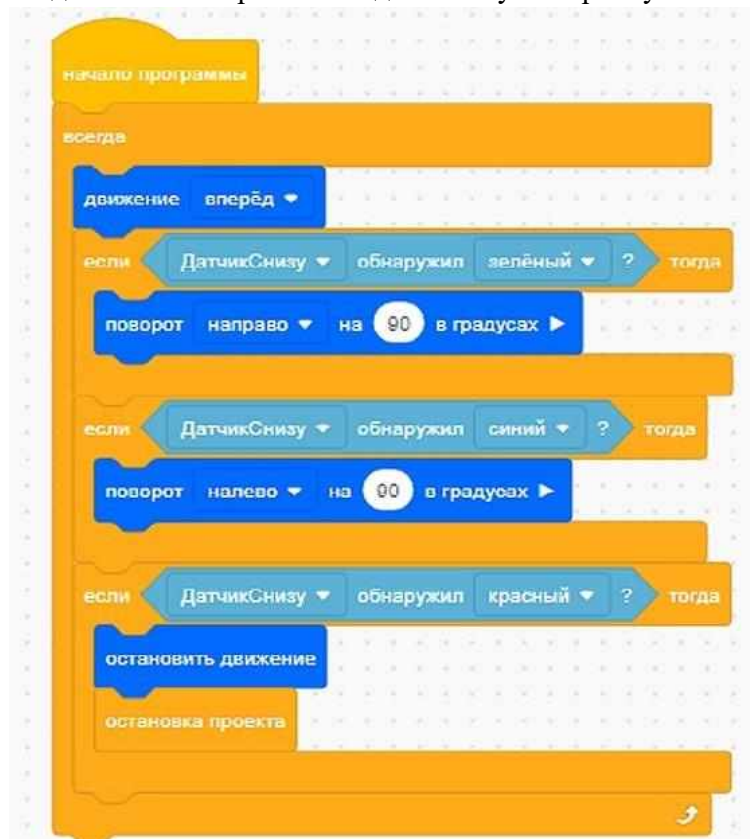 начало программы
всегда
движение вперёд
если ДатчикСнизу обнаружил зелёный ? тогда
поворот направо на 90 в градусах
если ДатчикСнизу обнаружил синий ? тогда
поворот налево на 90 в градусах
если ДатчикСнизу обнаружил красный ? тогда
остановить движение
остановка проекта